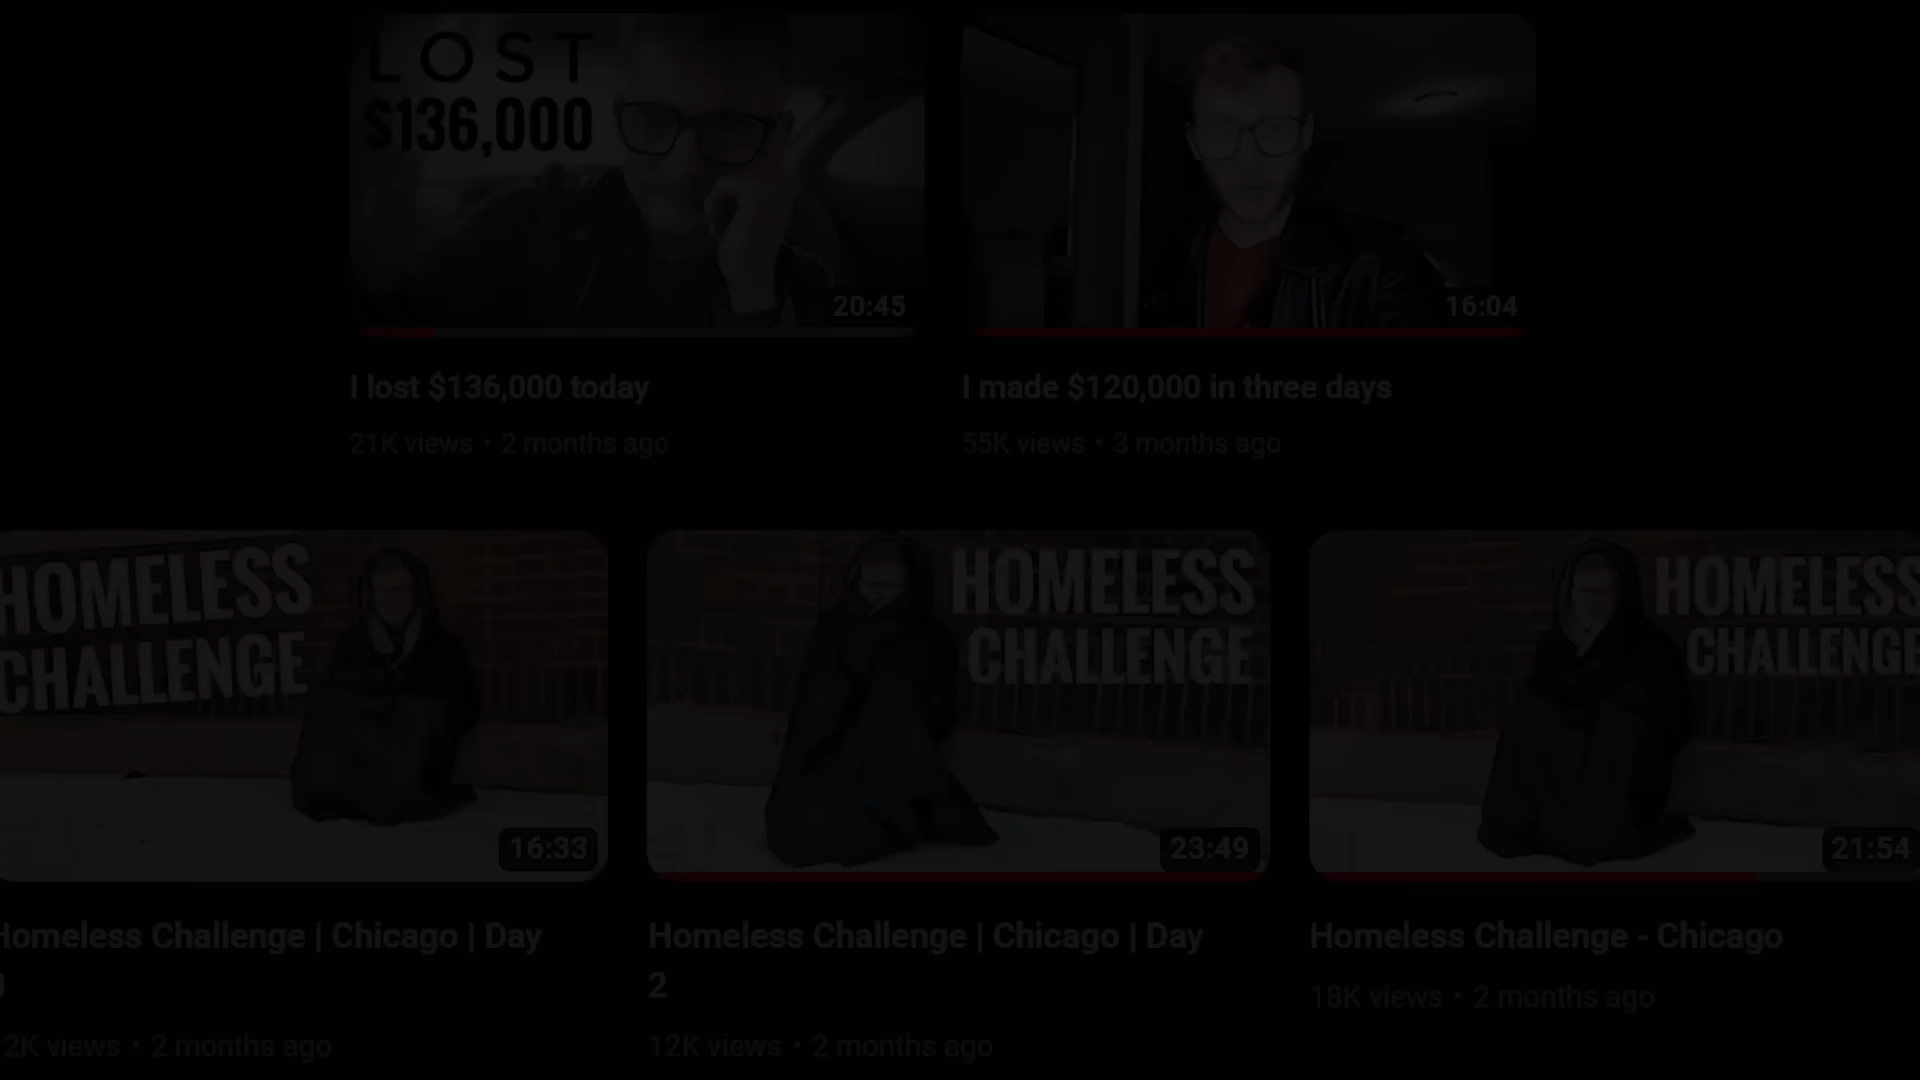 LOST
$136,000
20:45
16:04
I lost $136,000 today
I made $120,000 in three days
21K views • 2 months ago
55K views • 3 months ago
HOMELESS
CHALLENGE
HOMELESS
CHALLENGE
HOMELESS
CHALLENGE
16:33
23:49
21:54
Homeless Challenge | Chicago | Day
Homeless Challenge | Chicago | Day
2
Homeless Challenge - Chicago
18K views • 2 months ago
2K views • 2 months ago
12K views • 2 months ago